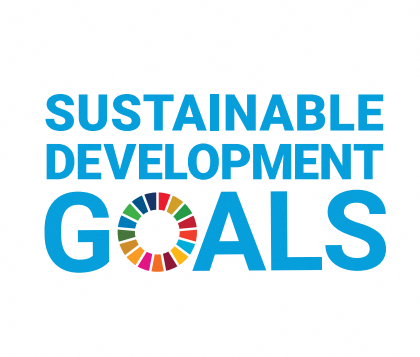 SUSTAINABLE
DEVELOPMENT
GOALS